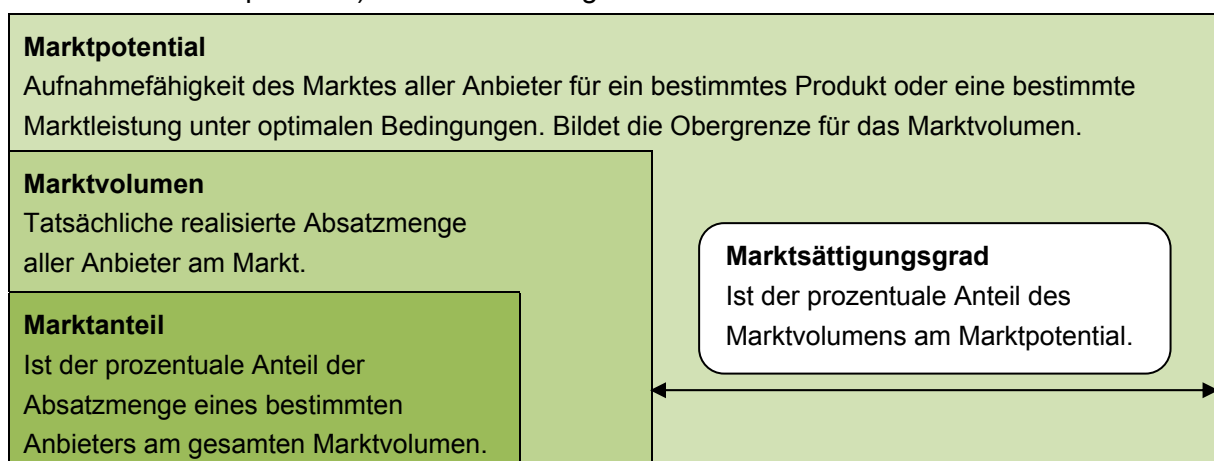 Marktpotential
Aufnahmefähigkeit des Marktes aller Anbieter für ein bestimmtes Produkt oder eine bestimmte
Marktleistung unter optimalen Bedingungen. Bildet die Obergrenze für das Marktvolumen.
Marktvolumen
Tatsächliche realisierte Absatzmenge
aller Anbieter am Markt.
Marktsättigungsgrad
Ist der prozentuale Anteil des
Marktvolumens am Marktpotential.
Marktanteil
Ist der prozentuale Anteil der
Absatzmenge eines bestimmten
Anbieters am gesamten Marktvolumen.